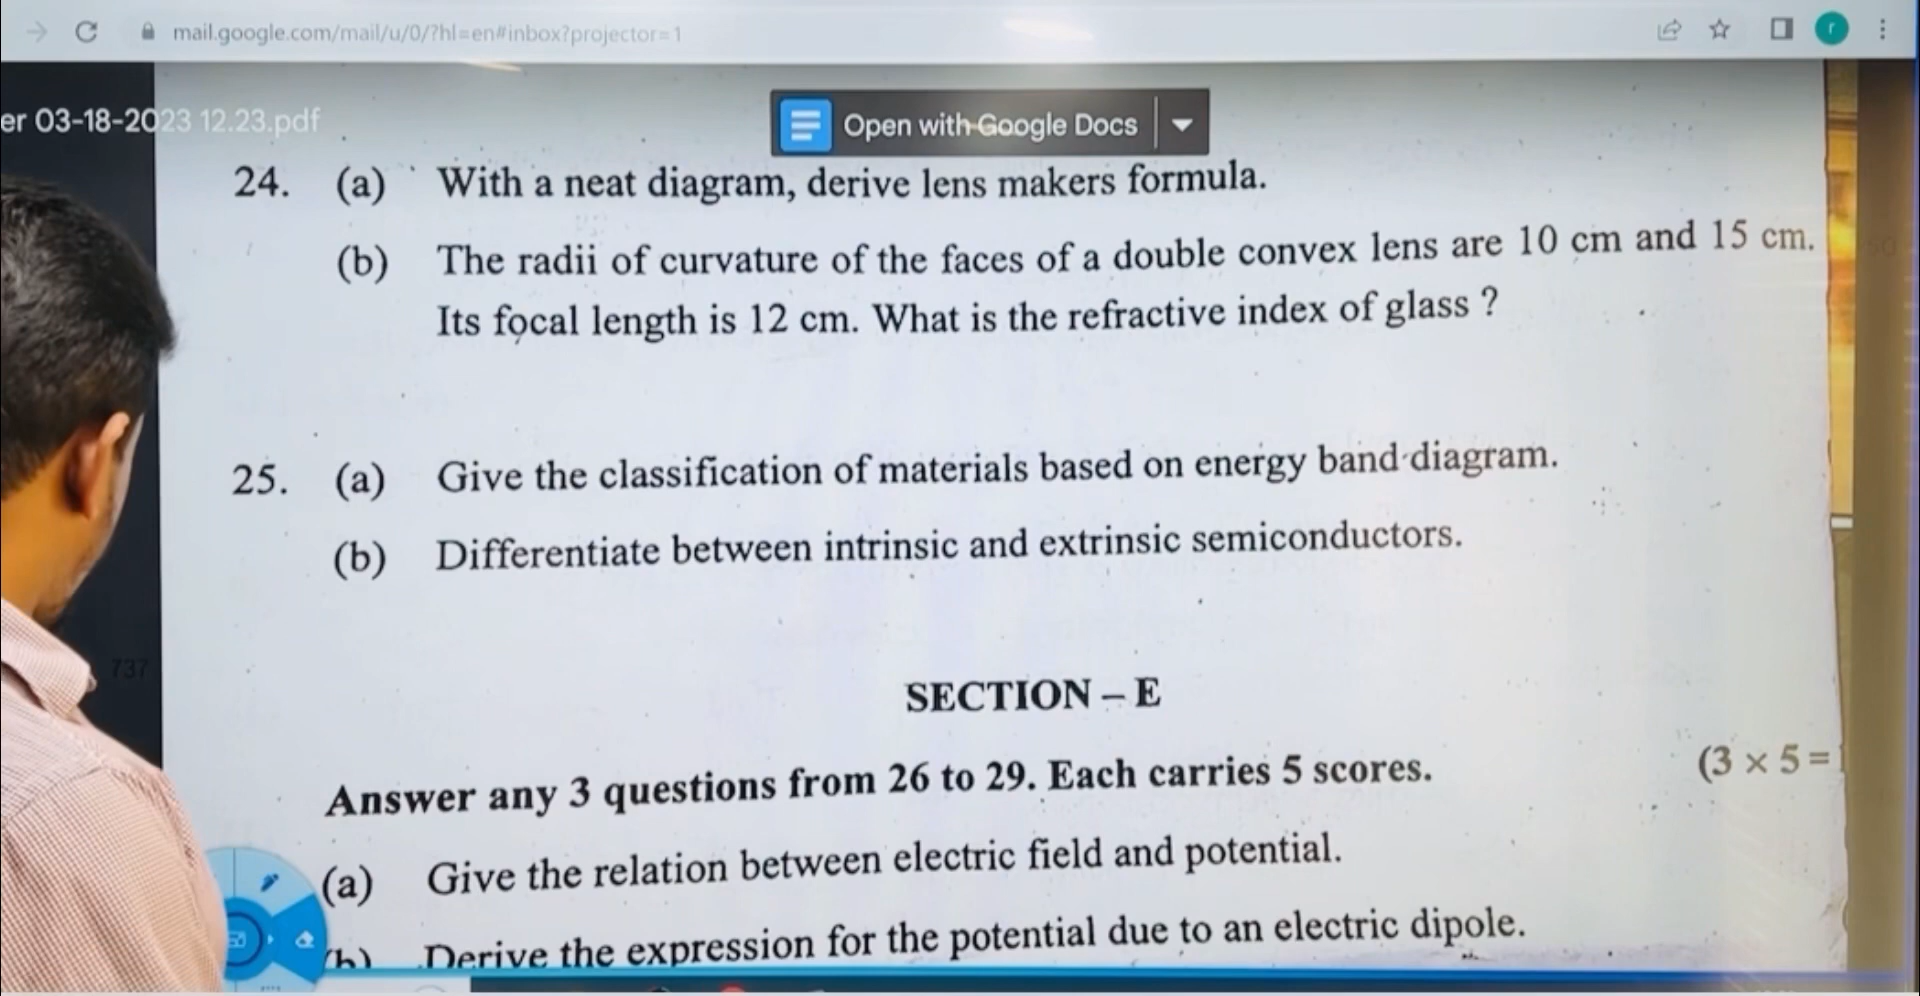 mail.google.com/mail/u/0/?hl=en#inbox?projector=1
r
er 03-18-2023 12.23.pdf
Open with Google Docs
24. (a) With a neat diagram, derive lens makers formula.
(b) The radii of curvature of the faces of a double convex lens are 10 cm and 15 cm.
Its focal length is 12 cm. What is the refractive index of glass ?
25. (a) Give the classification of materials based on energy band diagram.
(b) Differentiate between intrinsic and extrinsic semiconductors.
737
SECTION – E
(3 × 5 =
Answer any 3 questions from 26 to 29. Each carries 5 scores.
(a) Give the relation between electric field and potential.
(b) Derive the expression for the potential due to an electric dipole.